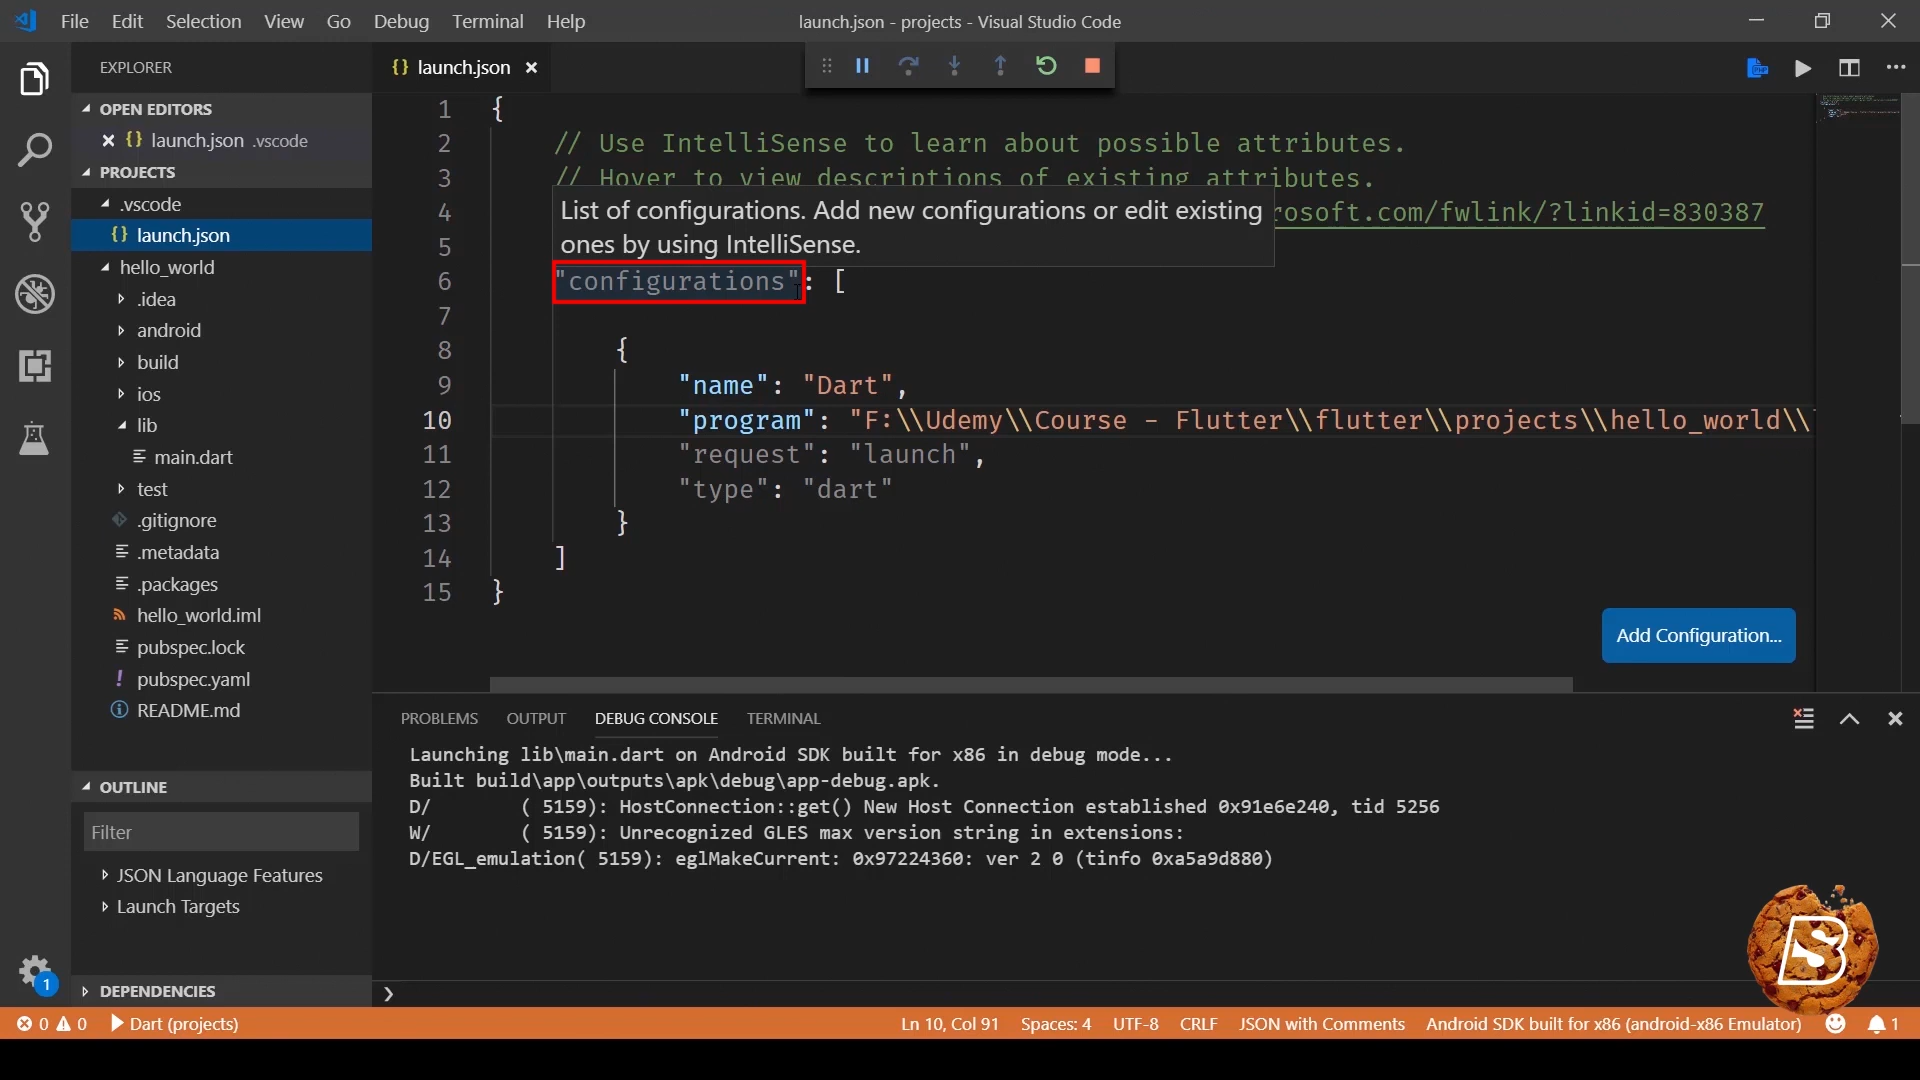 File Edit Selection View Go Debug Terminal Help
launch.json - projects - Visual Studio Code
EXPLORER
OPEN EDITORS
{} launch.json .vscode
PROJECTS
.vscode
{} launch.json
hello_world
.idea
android
build
ios
lib
main.dart
test
.gitignore
.metadata
.packages
hello_world.iml
pubspec.lock
! pubspec.yaml
README.md
OUTLINE
Filter
JSON Language Features
Launch Targets
DEPENDENCIES
1
{} launch.json
1 {
2 // Use IntelliSense to learn about possible attributes.
3 // Hover to view descriptions of existing attributes.
4 rosoft.com/fwlink/?linkid=830387
List of configurations. Add new configurations or edit existing
ones by using IntelliSense.
5
6 "configurations": [
7
8 {
9 "name": "Dart",
10 "program": "F:\\Udemy\\Course - Flutter\\flutter\\projects\\hello_world\\
11 "request": "launch",
12 "type": "dart"
13 }
14 ]
15 }
Add Configuration...
PROBLEMS OUTPUT DEBUG CONSOLE TERMINAL
Launching lib\main.dart on Android SDK built for x86 in debug mode...
Built build\app\outputs\apk\debug\app-debug.apk.
D/ ( 5159): HostConnection::get() New Host Connection established 0x91e6e240, tid 5256
W/ ( 5159): Unrecognized GLES max version string in extensions:
D/EGL_emulation( 5159): eglMakeCurrent: 0x97224360: ver 2 0 (tinfo 0xa5a9d880)
BS
0 0 Dart (projects)
Ln 10, Col 91 Spaces: 4 UTF-8 CRLF JSON with Comments Android SDK built for x86 (android-x86 Emulator) 1